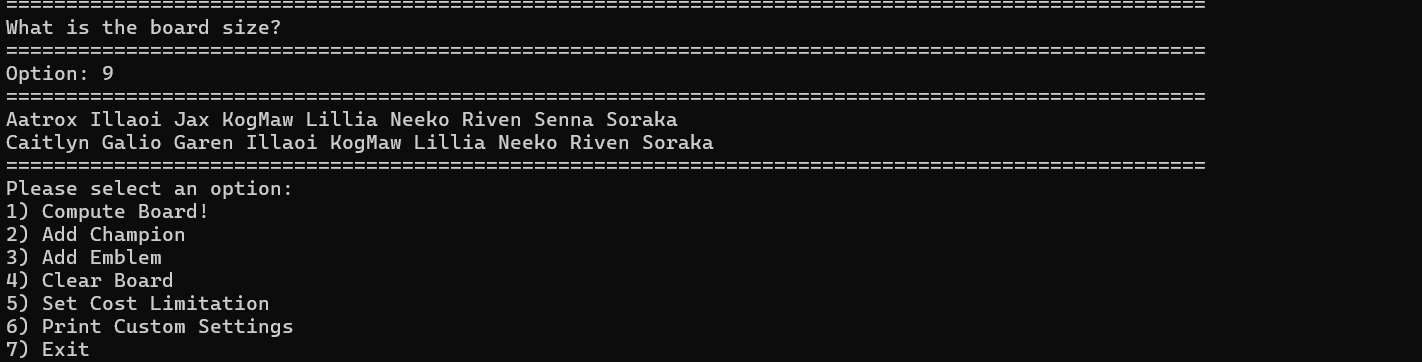 ====================================================================================================
What is the board size?
====================================================================================================
Option: 9
====================================================================================================
Aatrox Illaoi Jax KogMaw Lillia Neeko Riven Senna Soraka
Caitlyn Galio Garen Illaoi KogMaw Lillia Neeko Riven Soraka
====================================================================================================
Please select an option:
1) Compute Board!
2) Add Champion
3) Add Emblem
4) Clear Board
5) Set Cost Limitation
6) Print Custom Settings
7) Exit